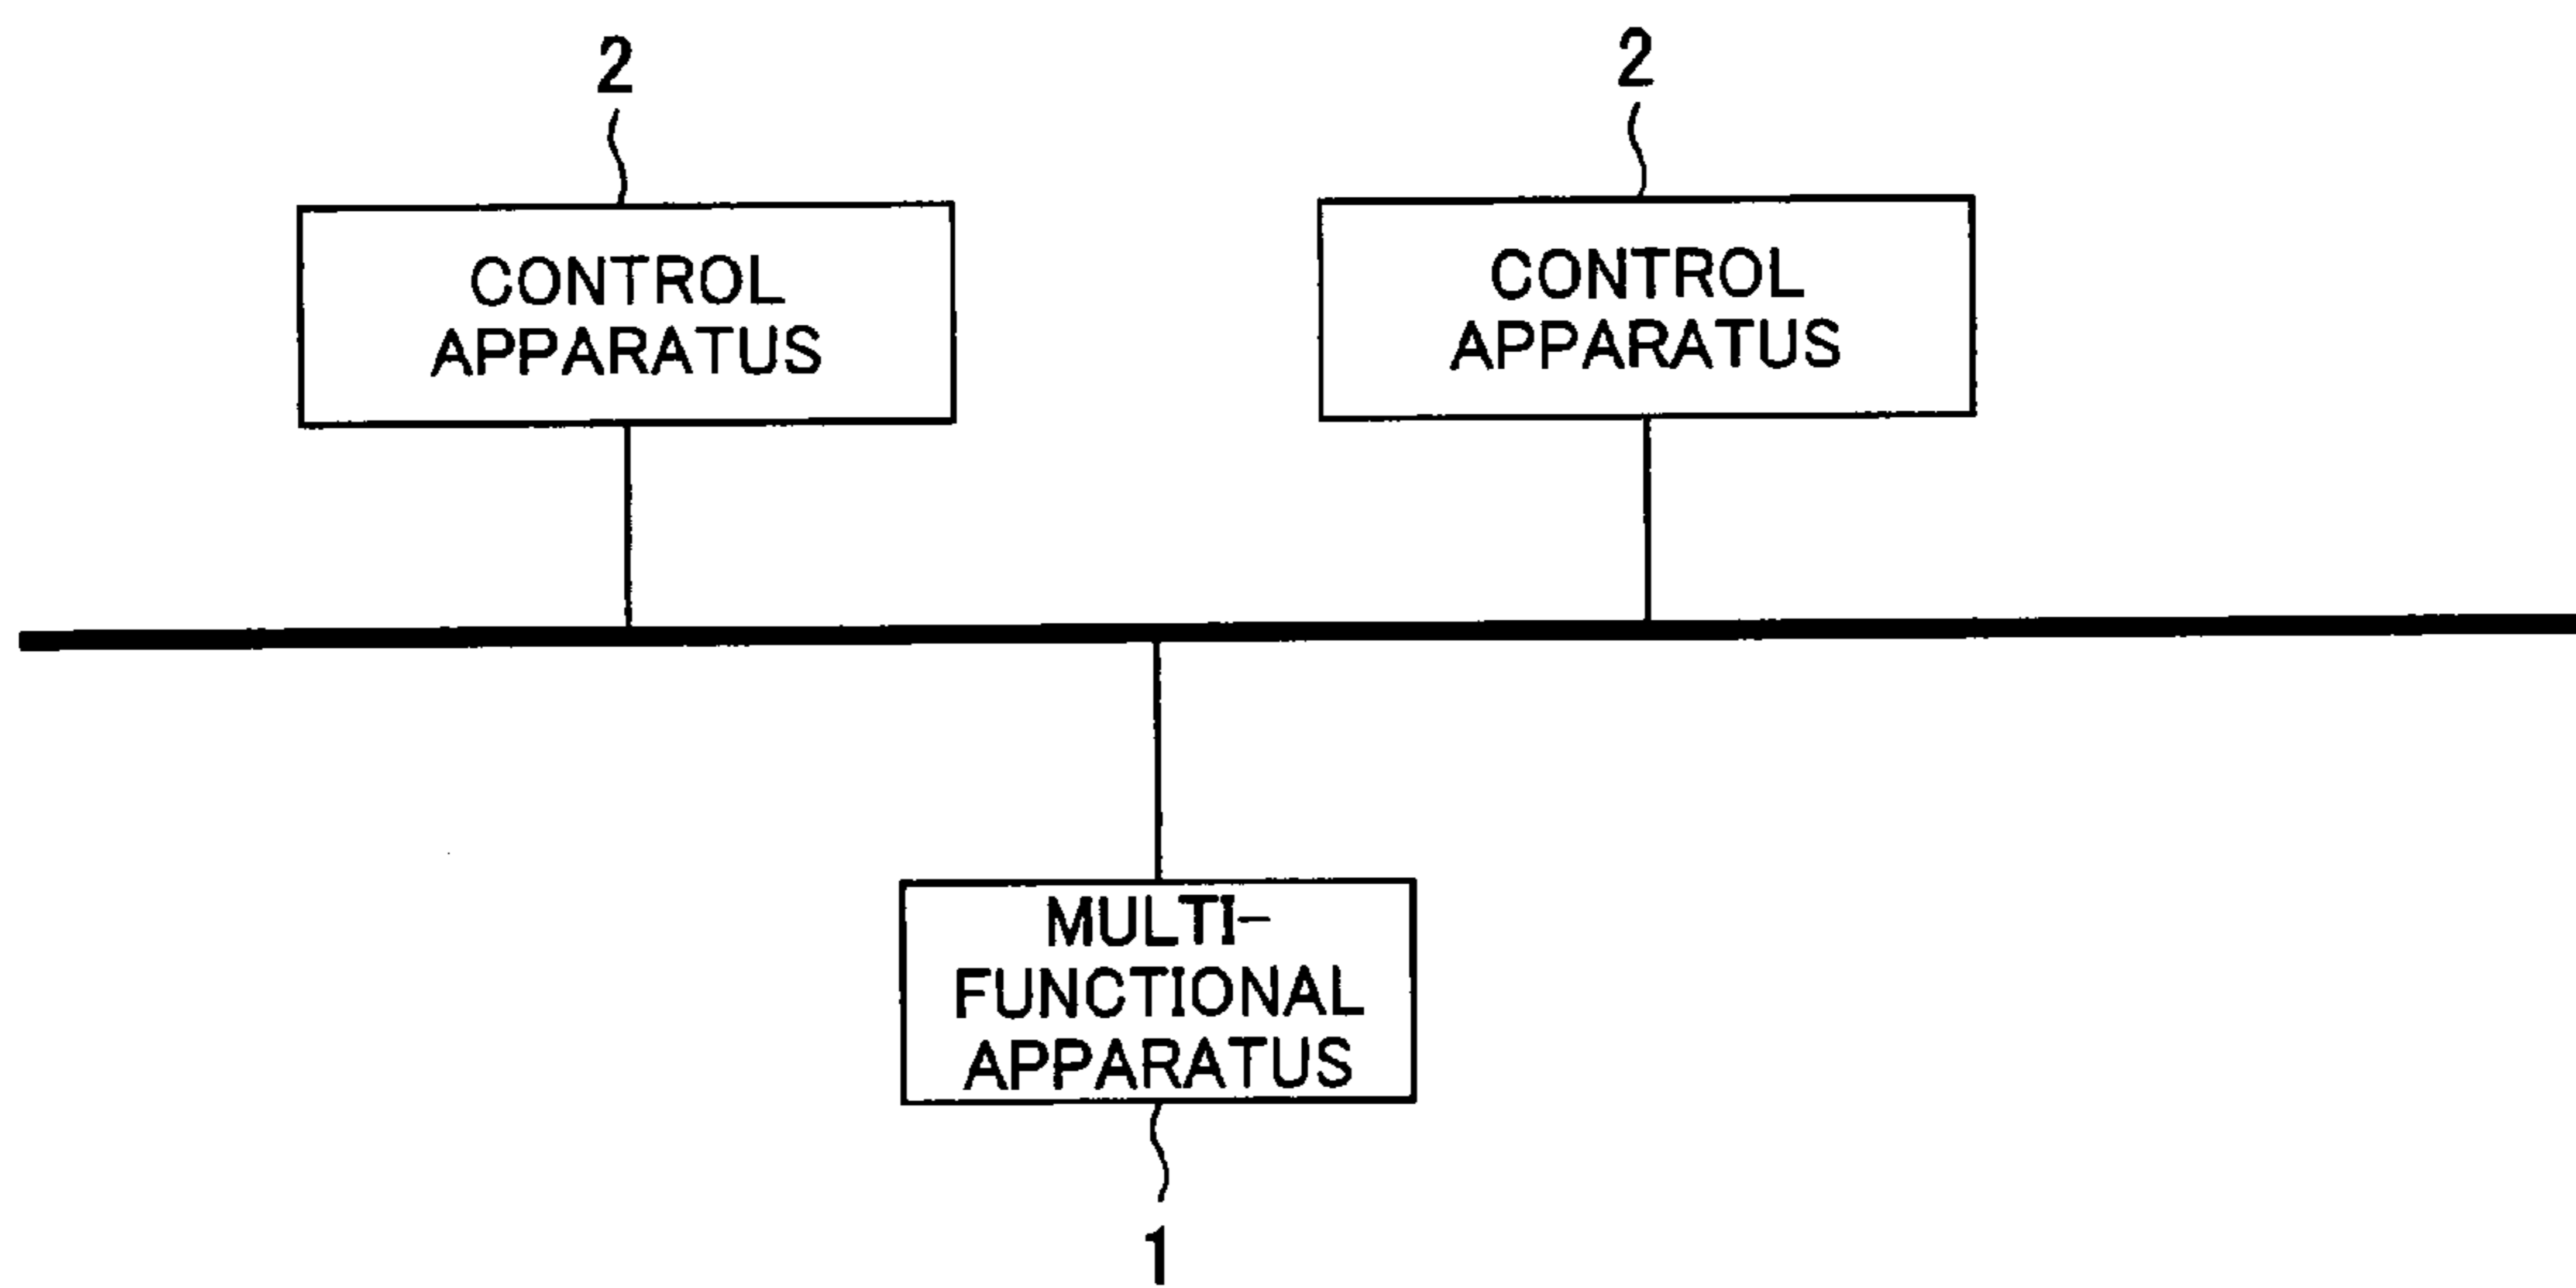 2
2
CONTROL
APPARATUS
CONTROL
APPARATUS
MULTI-
FUNCTIONAL
APPARATUS
1